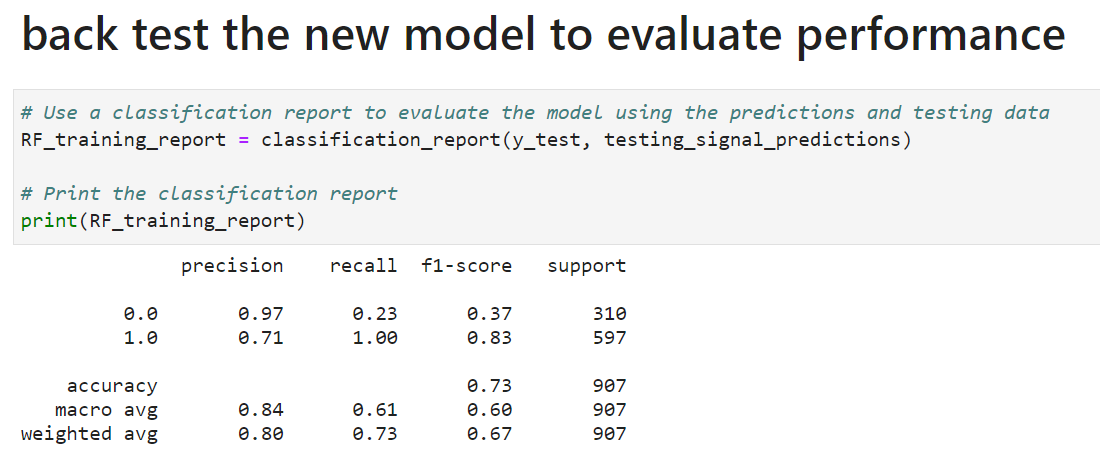 back test the new model to evaluate performance
# Use a classification report to evaluate the model using the predictions and testing data
RF_training_report = classification_report(y_test, testing_signal_predictions)
# Print the classification report
print(RF_training_report)
precision recall f1-score support
0.0 0.97 0.23 0.37 310
1.0 0.71 1.00 0.83 597
accuracy 0.73 907
macro avg 0.84 0.61 0.60 907
weighted avg 0.80 0.73 0.67 907